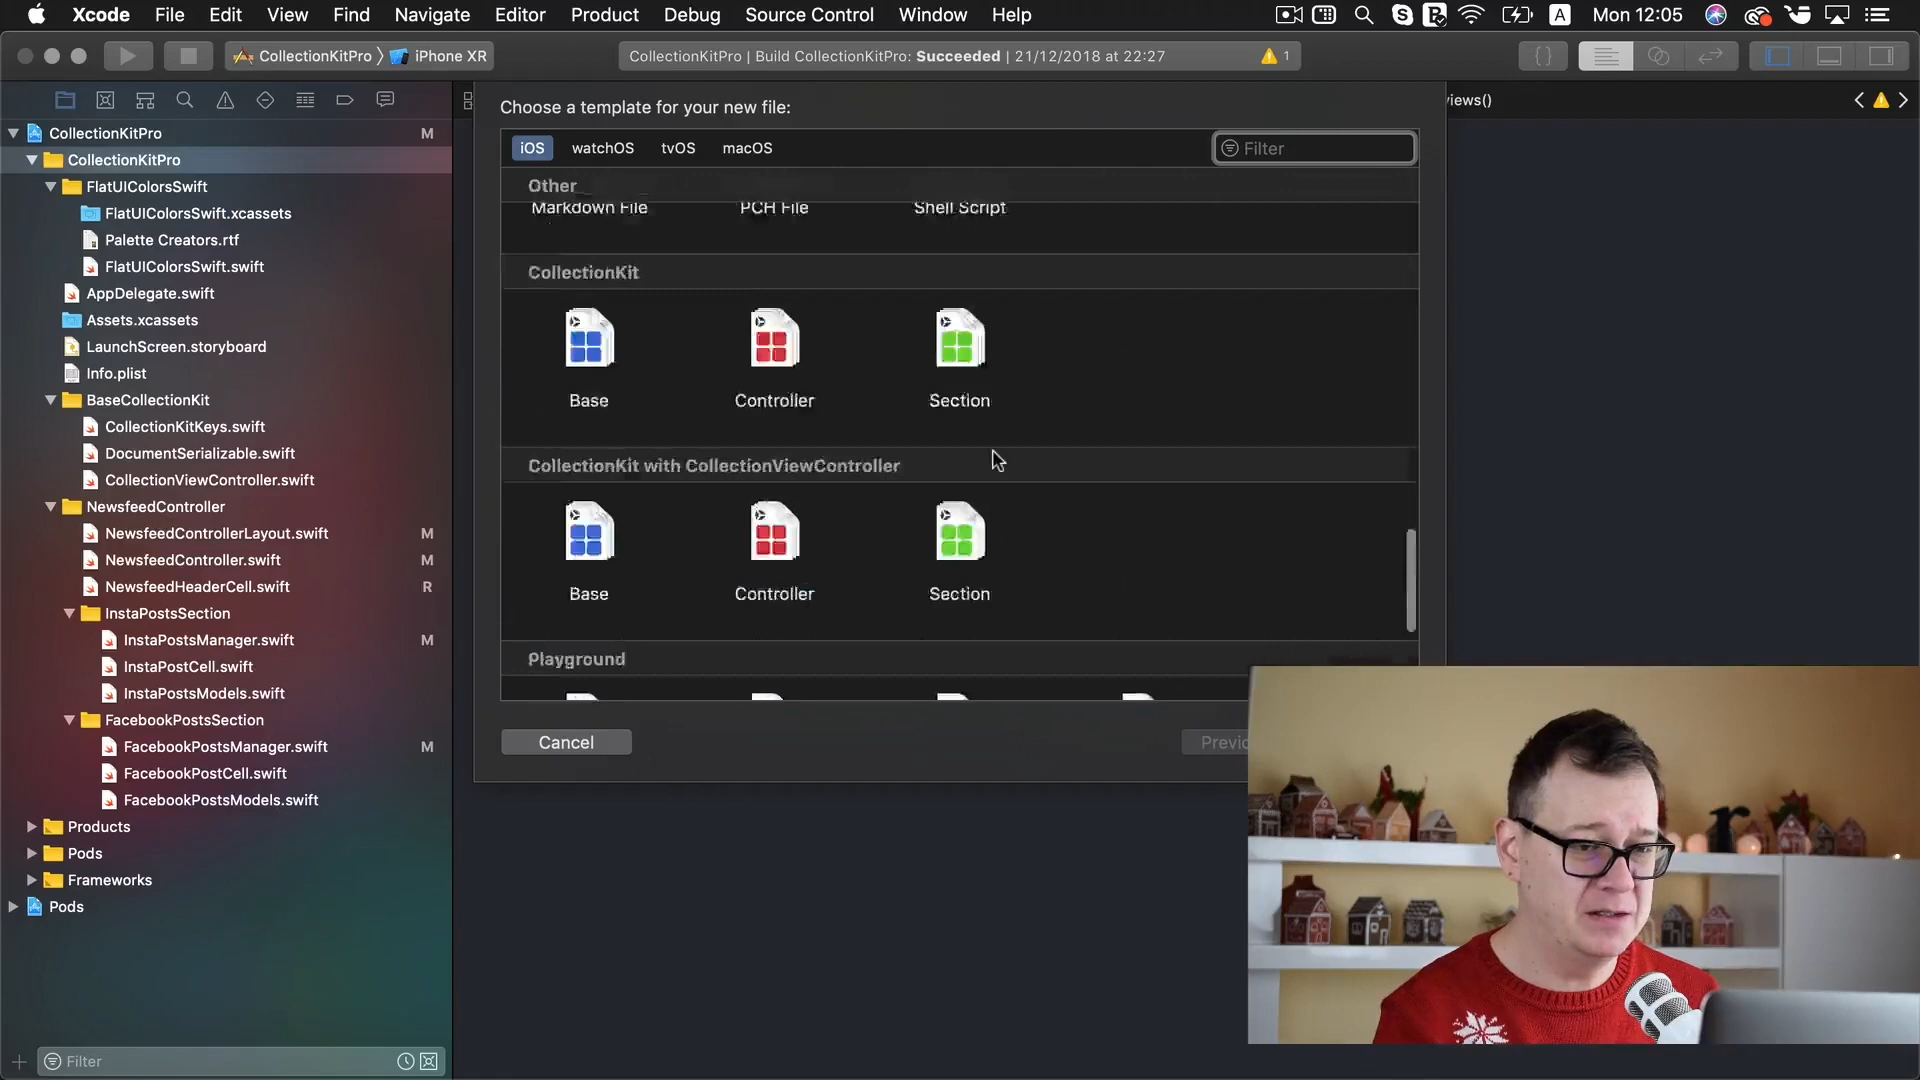 Xcode File Edit View Find Navigate Editor Product Debug Source Control Window Help A Mon 12:05
CollectionKitPro iPhone XR CollectionKitPro | Build CollectionKitPro: Succeeded | 21/12/2018 at 22:27 1
Choose a template for your new file:
iOS watchOS tvOS macOS Filter
Other
Markdown File PCH File Shell Script
CollectionKit
Base Controller Section
CollectionKit with CollectionViewController
Base Controller Section
Playground
Cancel
CollectionKitPro M
CollectionKitPro
FlatUIColorsSwift
FlatUIColorsSwift.xcassets
Palette Creators.rtf
FlatUIColorsSwift.swift
AppDelegate.swift
Assets.xcassets
LaunchScreen.storyboard
Info.plist
BaseCollectionKit
CollectionKitKeys.swift
DocumentSerializable.swift
CollectionViewController.swift
NewsfeedController
NewsfeedControllerLayout.swift M
NewsfeedController.swift M
NewsfeedHeaderCell.swift R
InstaPostsSection
InstaPostsManager.swift M
InstaPostCell.swift
InstaPostsModels.swift
FacebookPostsSection
FacebookPostsManager.swift M
FacebookPostCell.swift
FacebookPostsModels.swift
Products
Pods
Frameworks
Pods
Filter